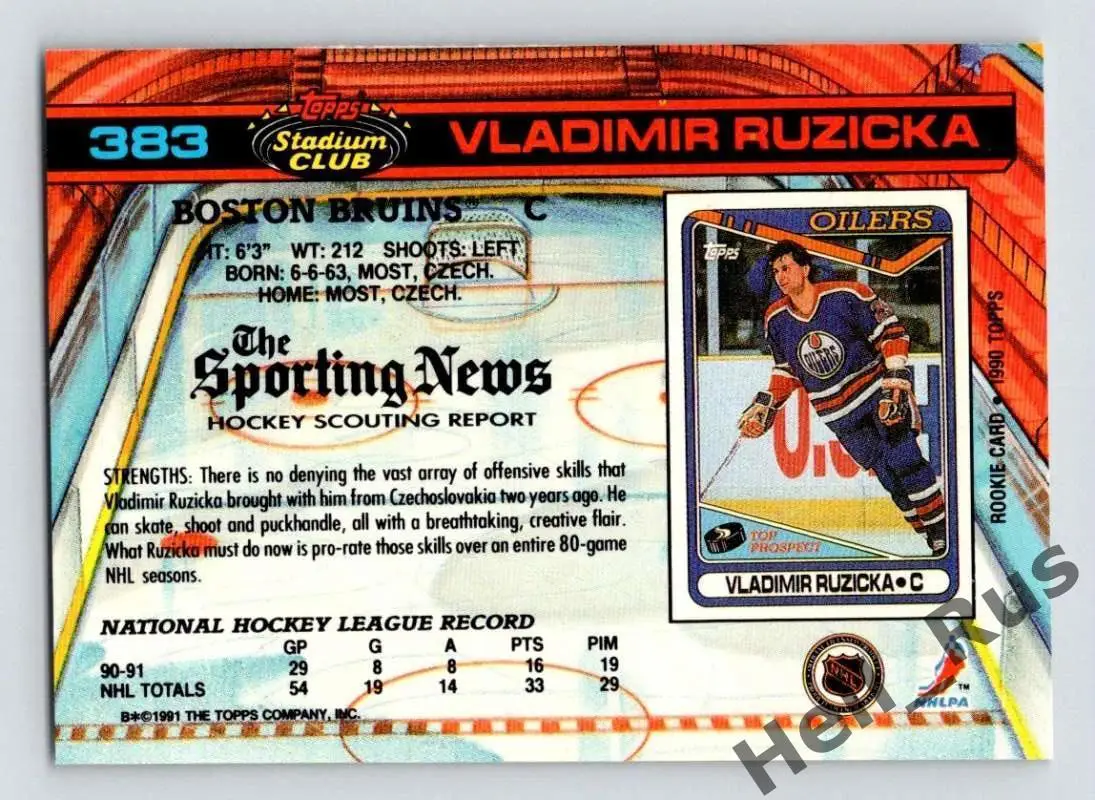 383
Topps
Stadium
CLUB
VLADIMIR RUZICKA
BOSTON BRUINS® C
HT: 6'3" WT: 212 SHOOTS: LEFT
BORN: 6-6-63, MOST, CZECH.
HOME: MOST, CZECH.
The
Sporting News
HOCKEY SCOUTING REPORT
STRENGTHS: There is no denying the vast array of offensive skills that
Vladimir Ruzicka brought with him from Czechoslovakia two years ago. He
can skate, shoot and puckhandle, all with a breathtaking, creative flair.
What Ruzicka must do now is pro-rate those skills over an entire 80-game
NHL seasons.
NATIONAL HOCKEY LEAGUE RECORD
GP G A PTS PIM
90-91 29 8 8 16 19
NHL TOTALS 54 19 14 33 29
B*©1991 THE TOPPS COMPANY, INC.
OILERS
Topps
OILERS
TOP
PROSPECT
VLADIMIR RUZICKA • C
ROOKIE CARD • 1990 TOPPS
NHL
NHLPA
TM
Hell_Rus